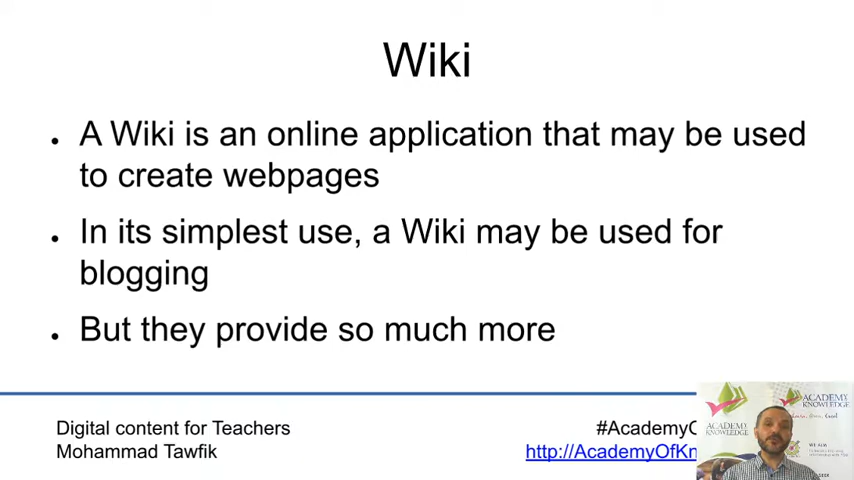 Wiki
A Wiki is an online application that may be used
to create webpages
In its simplest use, a Wiki may be used for
blogging
But they provide so much more
Digital content for Teachers
Mohammad Tawfik
#AcademyO
http://AcademyOfKn
ACADEMY
KNOWLEDGE
ACADEMY
KNOWLEDGE